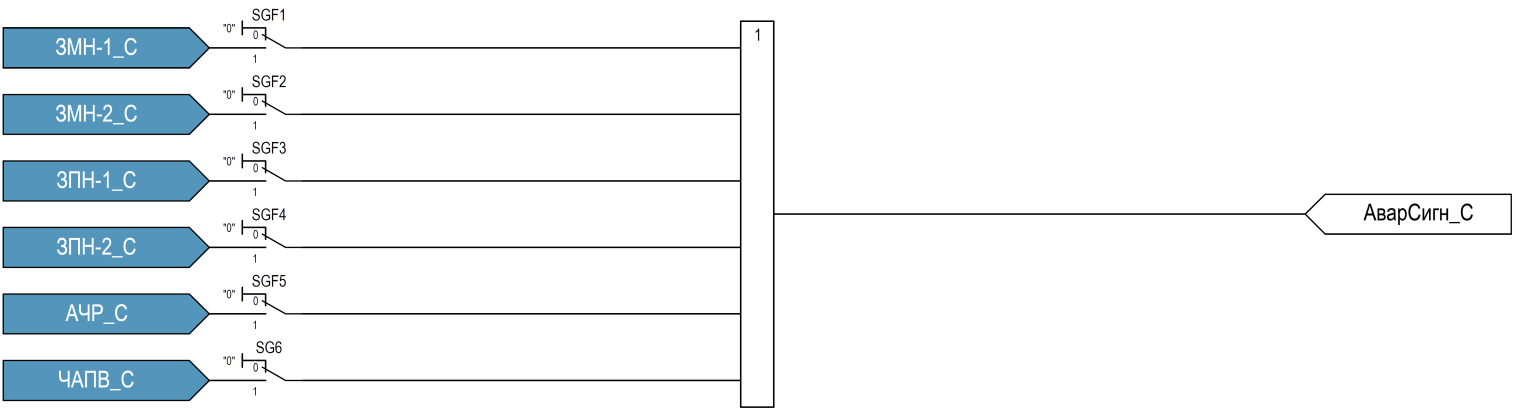 SGF1
"0"
0
ЗМН-1_С
1
1
SGF2
"0"
0
ЗМН-2_С
1
SGF3
"0"
0
ЗПН-1_С
1
SGF4
"0"
0
АварСигн_С
ЗПН-2_С
1
SGF5
"0"
0
АЧР_С
1
SG6
"0"
0
ЧАПВ_С
1